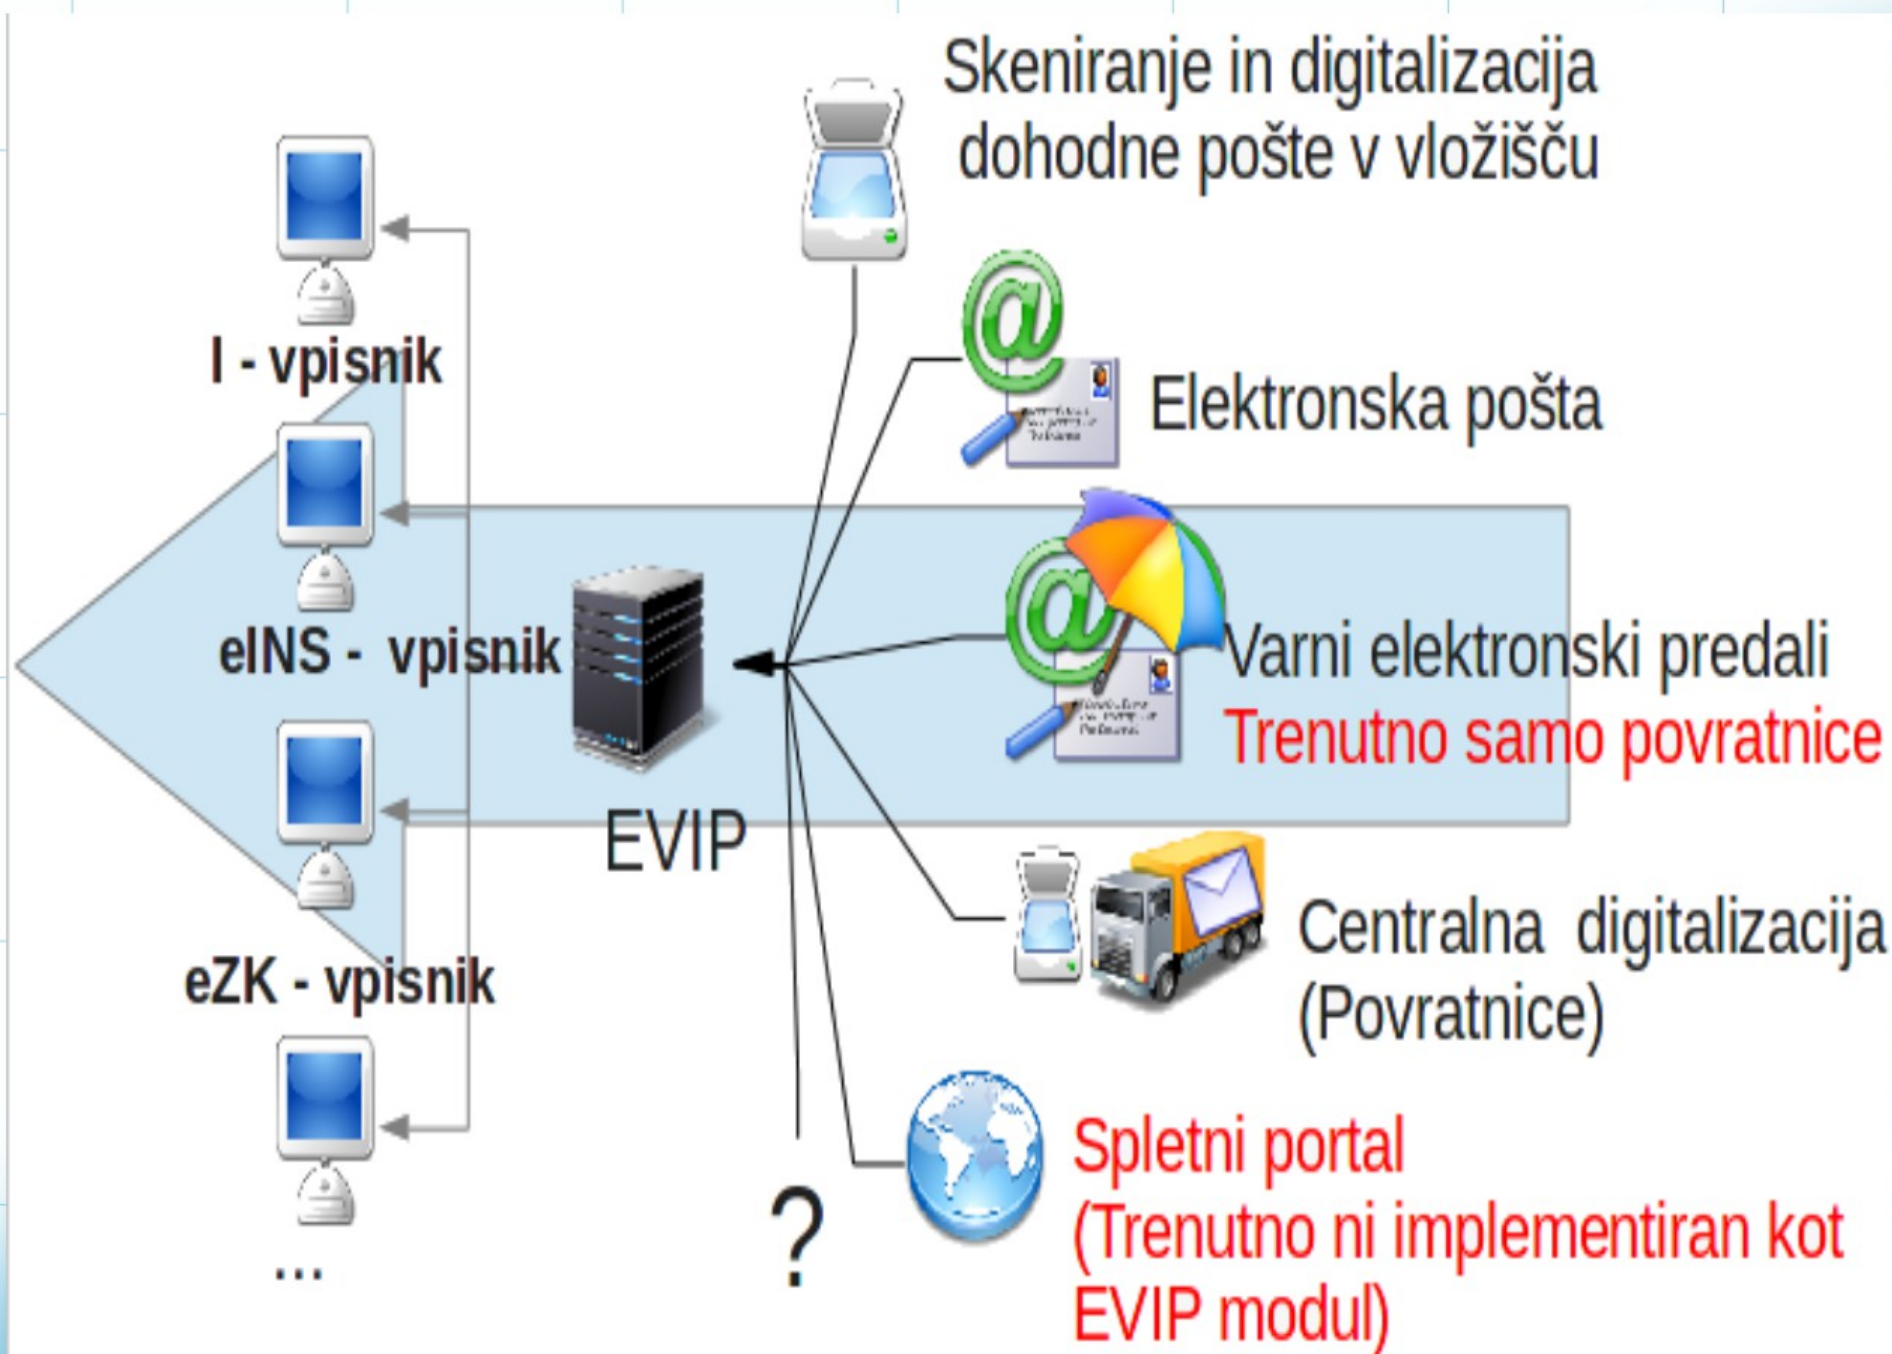 Skeniranje in digitalizacija
dohodne pošte v vložišču
I - vpisnik
Elektronska pošta
eINS - vpisnik
Varni elektronski predali
Trenutno samo povratnice
EVIP
Centralna digitalizacija
(Povratnice)
eZK - vpisnik
Spletni portal
(Trenutno ni implementiran kot
EVIP modul)
?
...